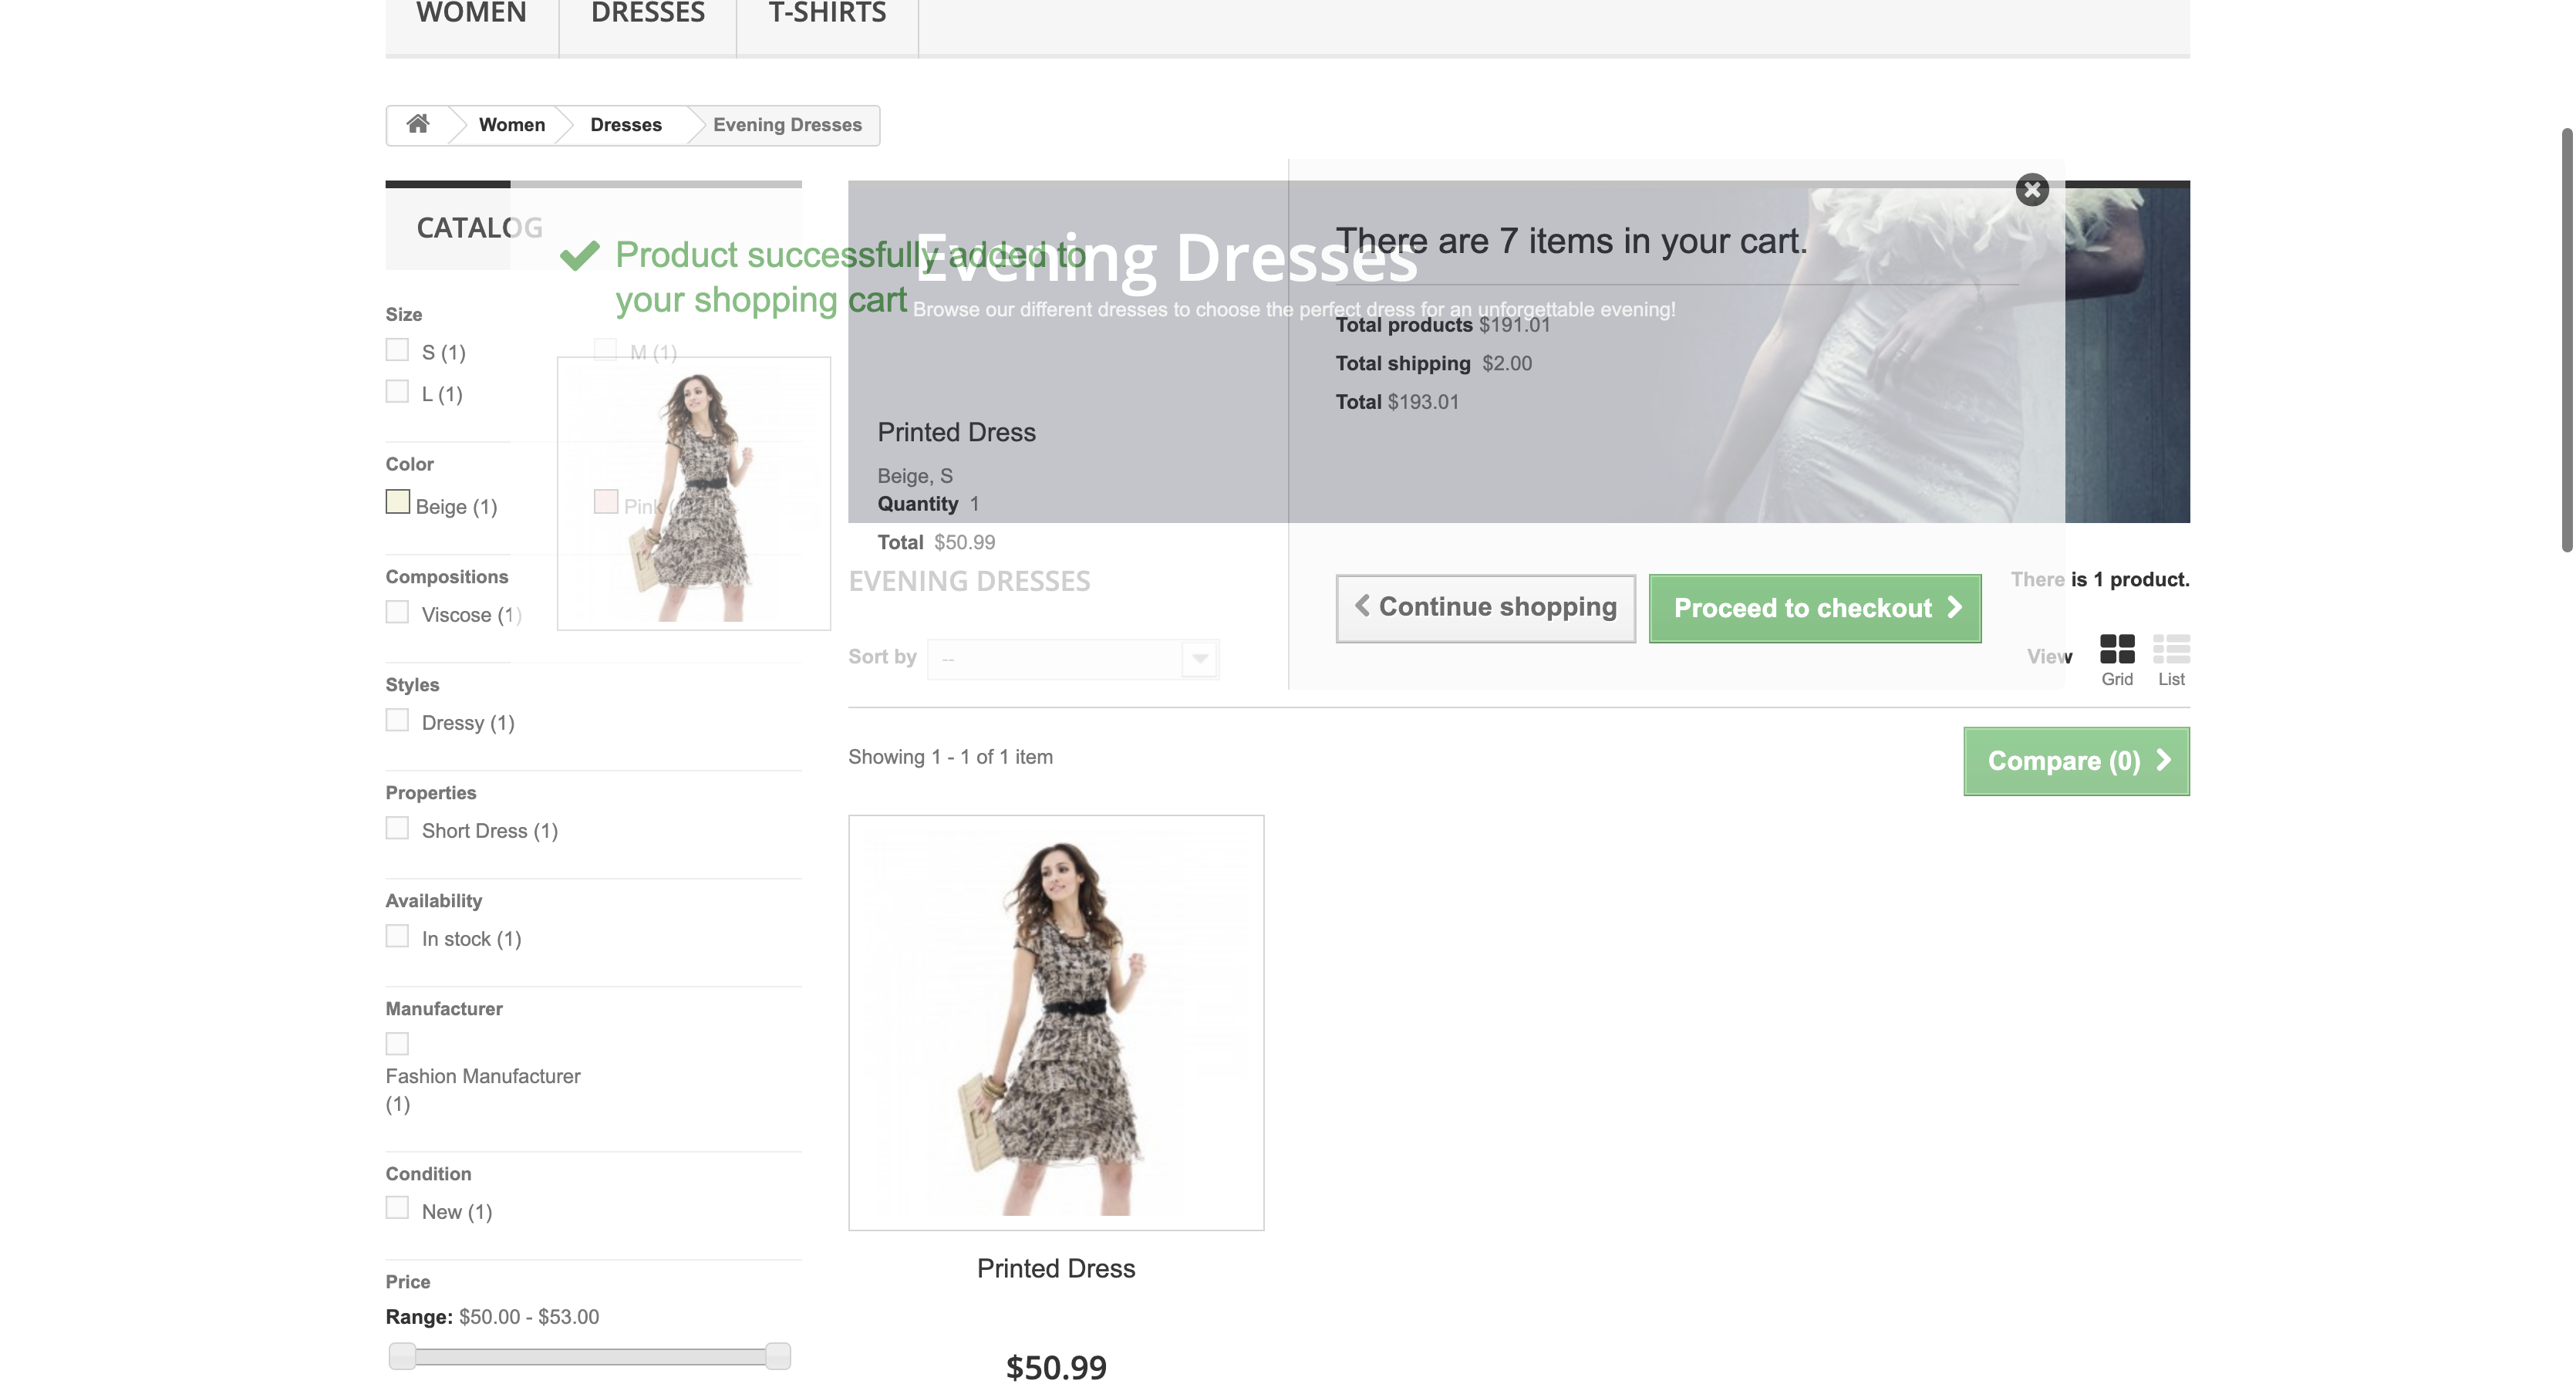 WOMEN DRESSES T-SHIRTS
Women Dresses Evening Dresses
CATALOG
Size
S (1) M (1)
L (1)
Color
Beige (1) Pink (
Compositions
Viscose (1)
Styles
Dressy (1)
Properties
Short Dress (1)
Availability
In stock (1)
Manufacturer
Fashion Manufacturer
(1)
Condition
New (1)
Price
Range: $50.00 - $53.00
Product successfully added to
your shopping cart
Printed Dress
Beige, S
Quantity 1
Total $50.99
There are 7 items in your cart.
Total products $191.01
Total shipping $2.00
Total $193.01
Continue shopping Proceed to checkout
Evening Dresses
Browse our different dresses to choose the perfect dress for an unforgettable evening!
EVENING DRESSES There is 1 product.
Sort by -- View Grid List
Showing 1 - 1 of 1 item Compare (0)
Printed Dress
$50.99